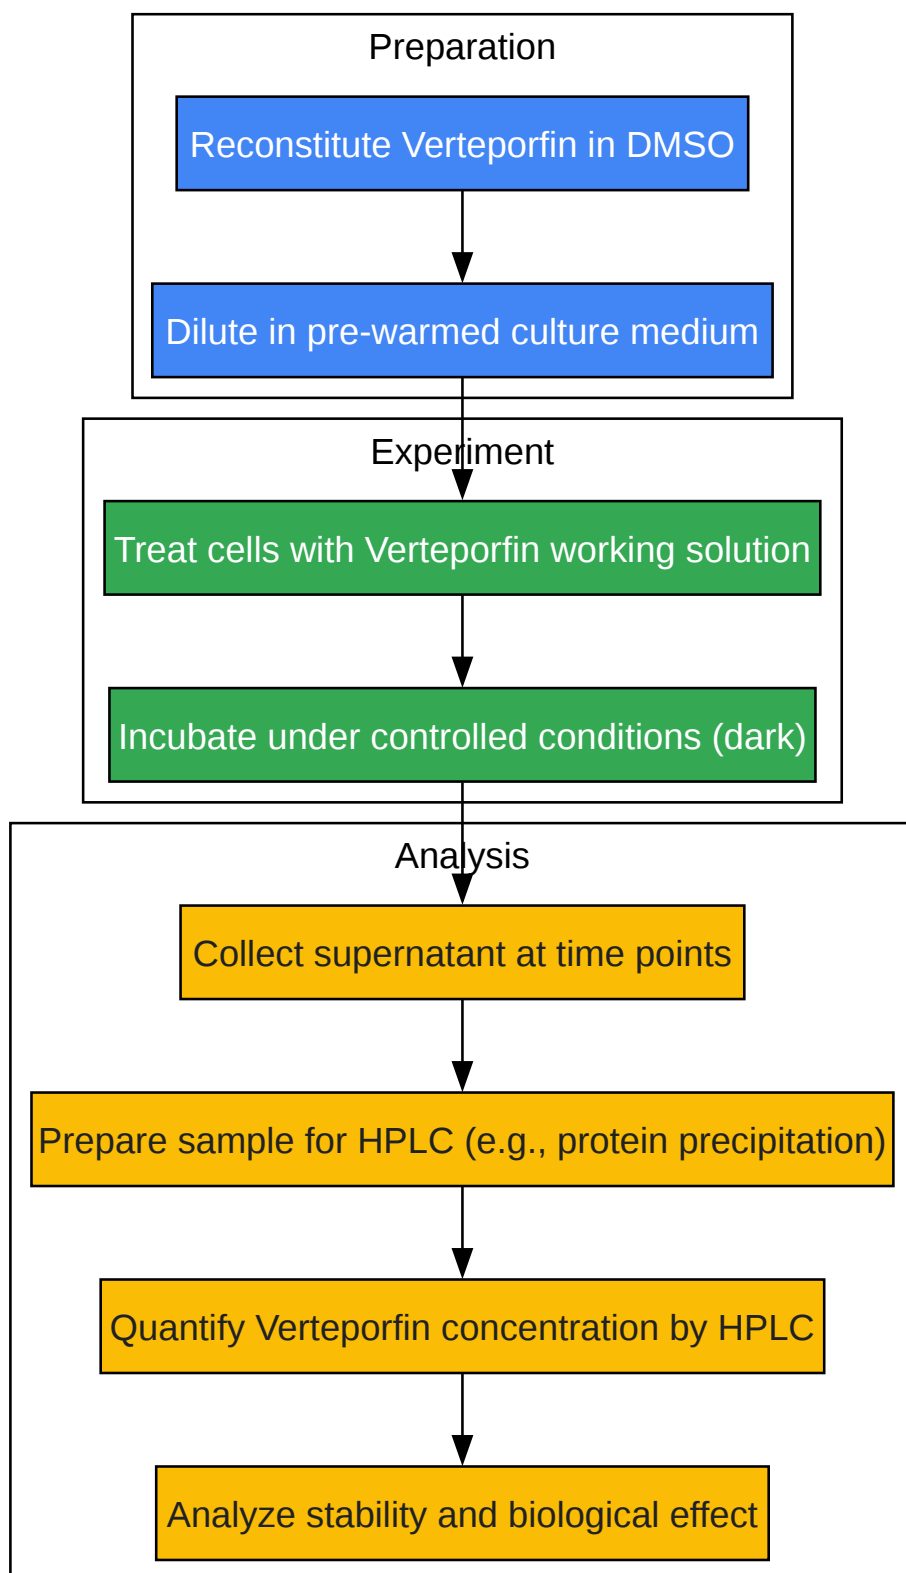 Preparation
Reconstitute Verteporfin in DMSO
Dilute in pre-warmed culture medium
Experiment
Treat cells with Verteporfin working solution
Incubate under controlled conditions (dark)
Analysis
Collect supernatant at time points
Prepare sample for HPLC (e.g., protein precipitation)
Quantify Verteporfin concentration by HPLC
Analyze stability and biological effect